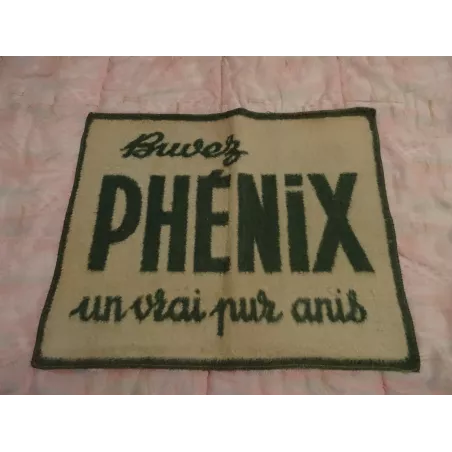 Buvez
PHÉNiX
un vrai pur anis